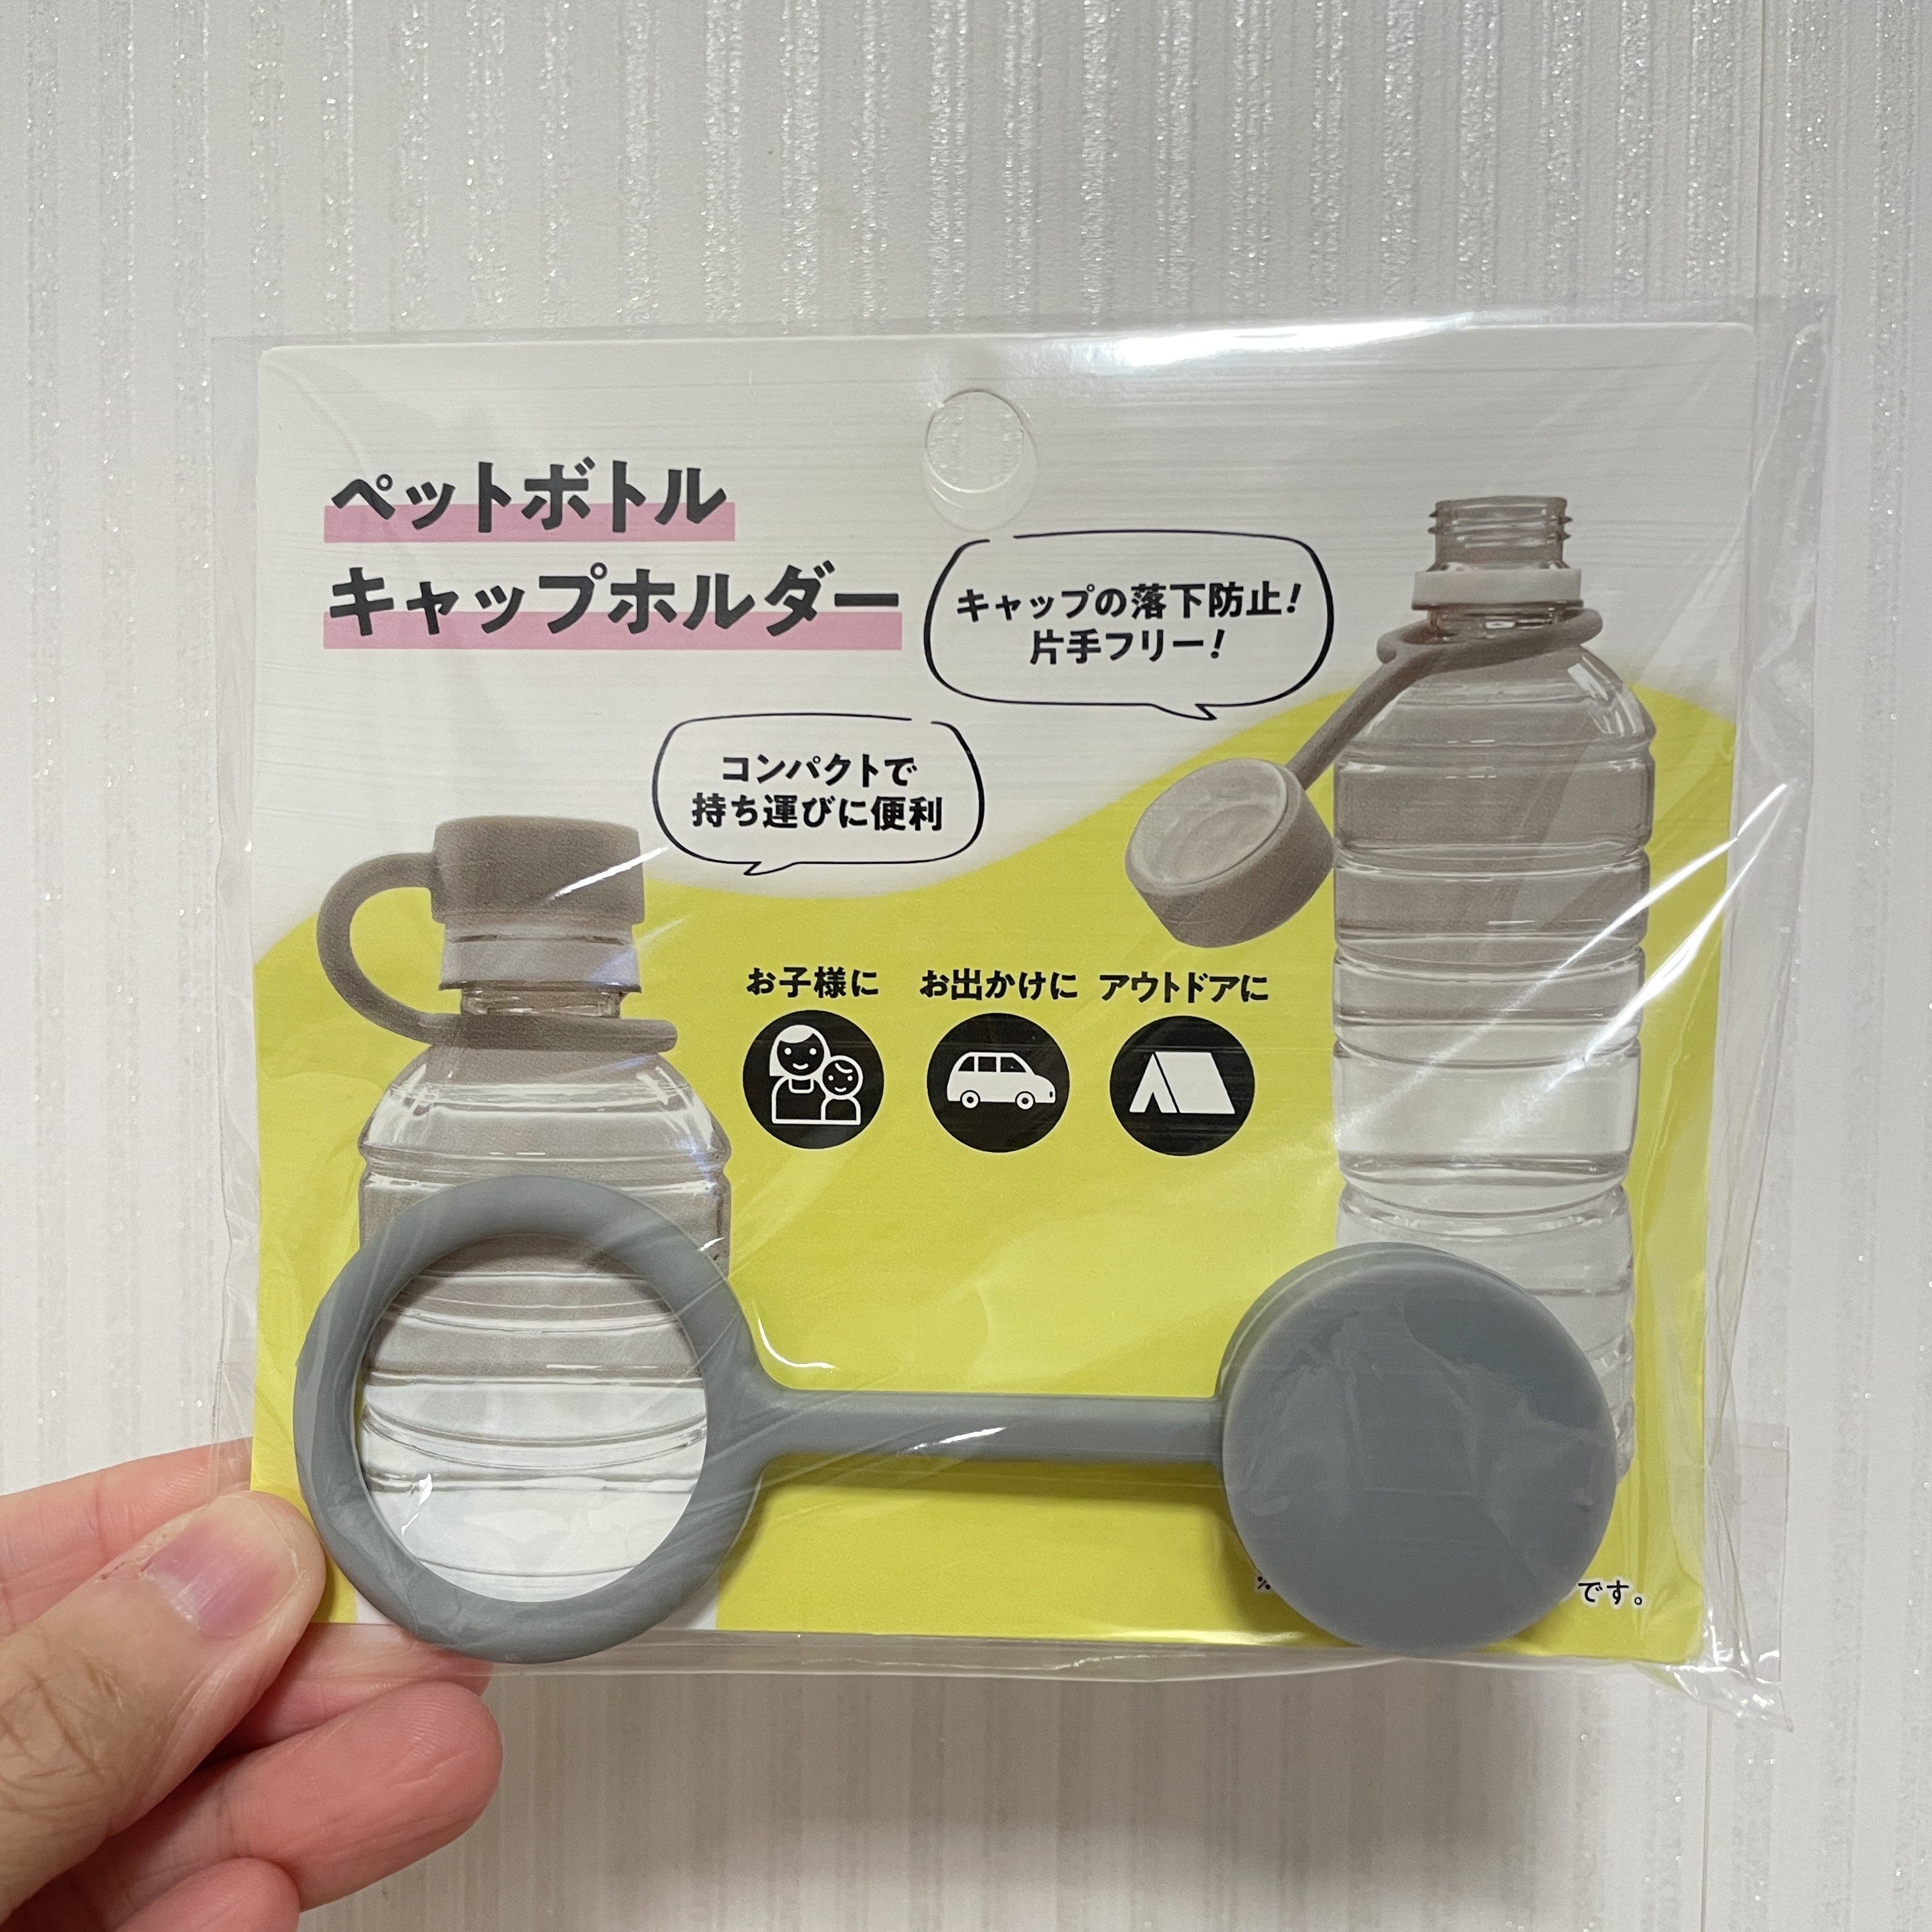 ペットボトル
キャップホルダー
キャップの落下防止!
片手フリー!
コンパクトで
持ち運びに便利
お子様に
お出かけに
アウトドアに
※
です。